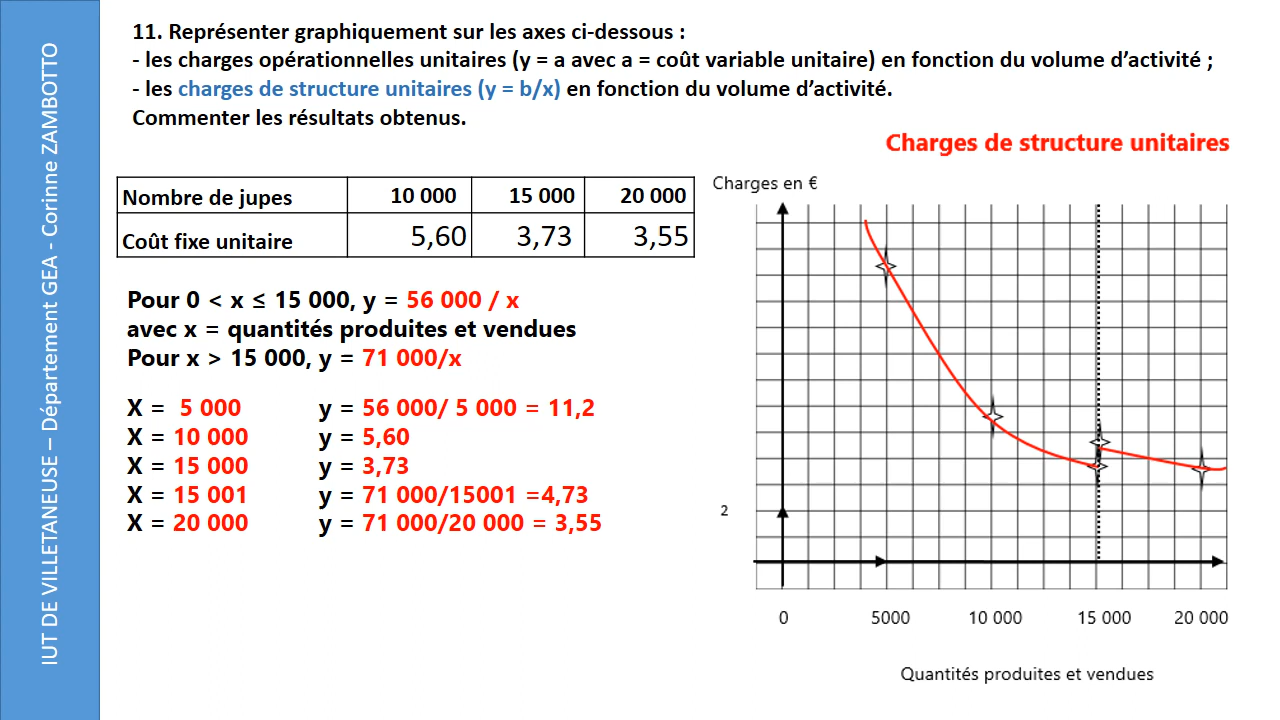 IUT DE VILLETANEUSE – Département GEA - Corinne ZAMBOTTO
11. Représenter graphiquement sur les axes ci-dessous :
- les charges opérationnelles unitaires (y = a avec a = coût variable unitaire) en fonction du volume d’activité ;
- les charges de structure unitaires (y = b/x) en fonction du volume d’activité.
Commenter les résultats obtenus.
Nombre de jupes 10 000 15 000 20 000
Coût fixe unitaire 5,60 3,73 3,55
Pour 0 < x ≤ 15 000, y = 56 000 / x
avec x = quantités produites et vendues
Pour x > 15 000, y = 71 000/x
X = 5 000 y = 56 000/ 5 000 = 11,2
X = 10 000 y = 5,60
X = 15 000 y = 3,73
X = 15 001 y = 71 000/15001 =4,73
X = 20 000 y = 71 000/20 000 = 3,55
Charges de structure unitaires
Charges en €
2
0 5000 10 000 15 000 20 000
Quantités produites et vendues